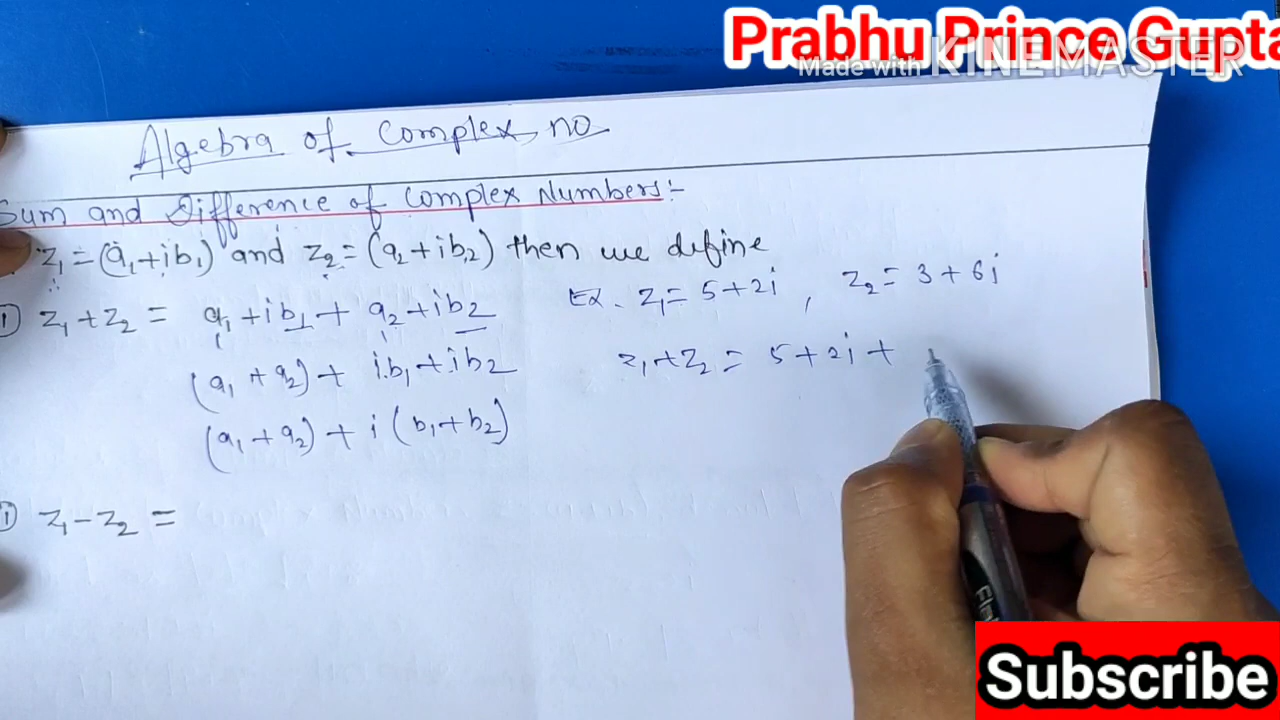 Prabhu Prince Gupta
Made with KINEMASTER
Algebra of Complex no
Sum and Difference of Complex Numbers:-
z₁ = (a₁+ib₁) and z₂ = (a₂+ib₂) then we define
① z₁+z₂ = a₁+ib₁+ a₂+ib₂
(a₁+a₂)+ ib₁+ib₂
(a₁+a₂)+i(b₁+b₂)
z₁-z₂ =
Ex. z₁= 5+2i , z₂= 3+6i
z₁+z₂ = 5+2i+
Subscribe